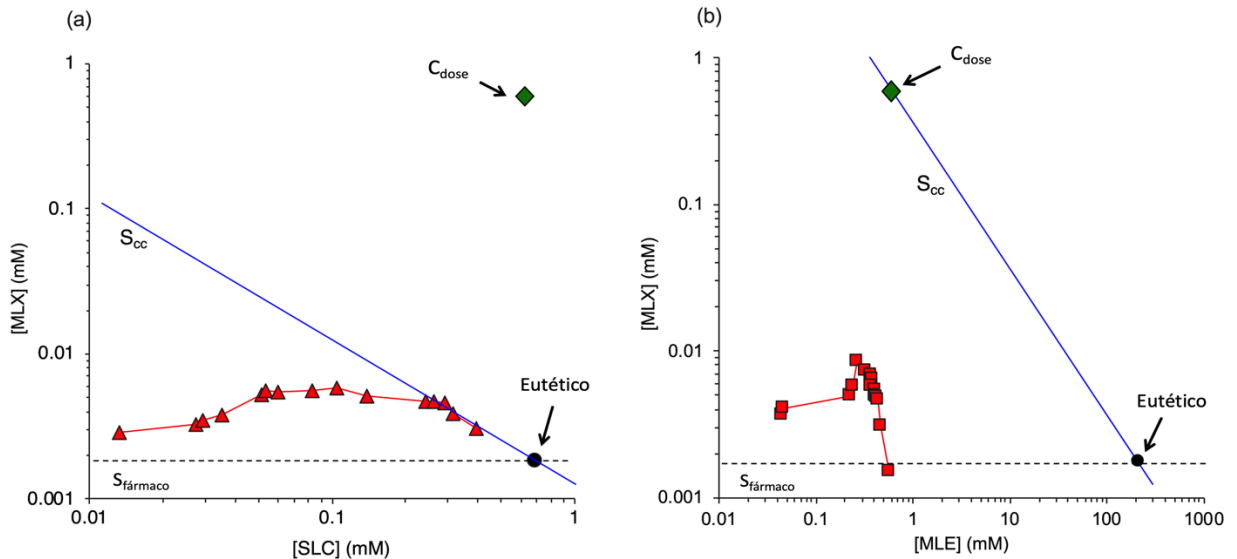 (a)
[MLX] (mM)
1
0.1
0.01
0.001
0.01
0.1
1
[SLC] (mM)
C_dose
S_cc
Eutético
S_fármaco
(b)
[MLX] (mM)
1
0.1
0.01
0.001
0.01
0.1
1
10
100
1000
[MLE] (mM)
C_dose
S_cc
Eutético
S_fármaco